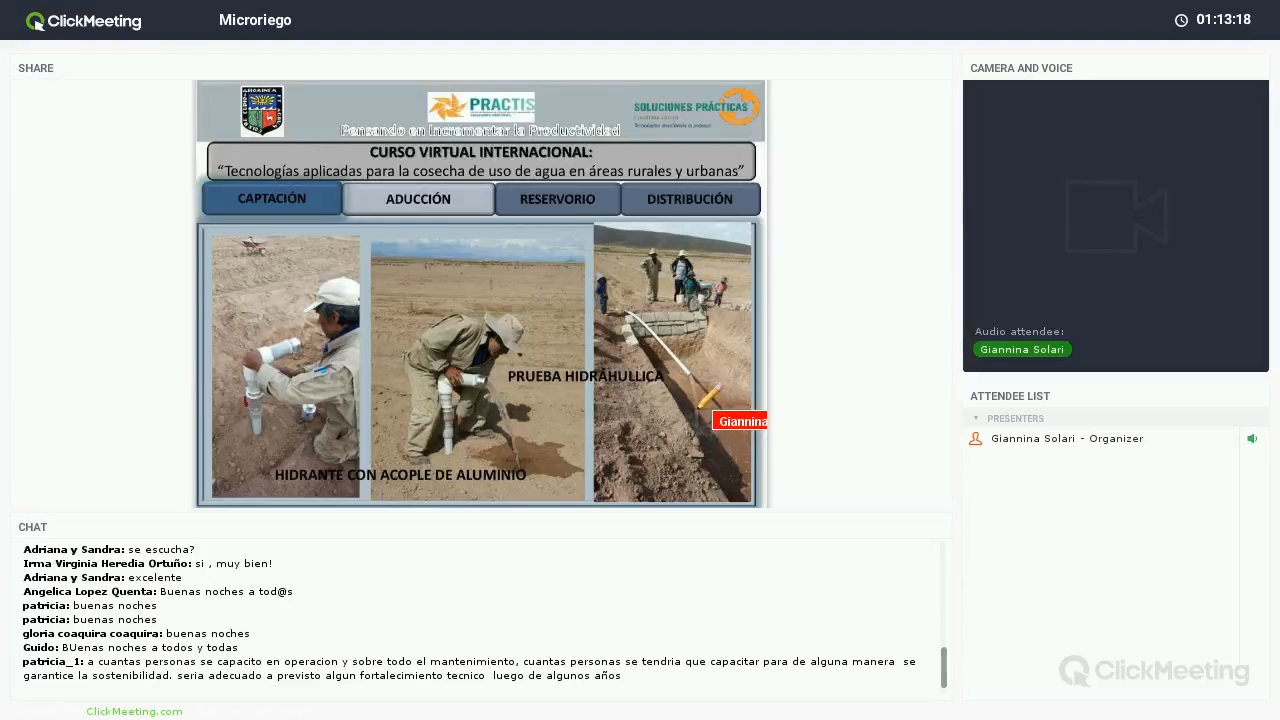 ClickMeeting
Microriego
01:13:18
SHARE
CAMERA AND VOICE
PRACTIS
SOLUCIONES PRÁCTICAS
Pensando en Incrementar la Productividad
CURSO VIRTUAL INTERNACIONAL:
“Tecnologías aplicadas para la cosecha de uso de agua en áreas rurales y urbanas”
CAPTACIÓN
ADUCCIÓN
RESERVORIO
DISTRIBUCIÓN
PRUEBA HIDRÁHULLICA
Giannina
HIDRANTE CON ACOPLE DE ALUMINIO
Audio attendee:
Giannina Solari
ATTENDEE LIST
PRESENTERS
Giannina Solari - Organizer
CHAT
Adriana y Sandra: se escucha?
Irma Virginia Heredia Ortuño: si , muy bien!
Adriana y Sandra: excelente
Angelica Lopez Quenta: Buenas noches a tod@s
patricia: buenas noches
patricia: buenas noches
gloria coaquira coaquira: buenas noches
Guido: BUenas noches a todos y todas
patricia_1: a cuantas personas se capacito en operacion y sobre todo el mantenimiento, cuantas personas se tendria que capacitar para de alguna manera se
garantice la sostenibilidad. seria adecuado a previsto algun fortalecimiento tecnico luego de algunos años
ClickMeeting
ClickMeeting.com